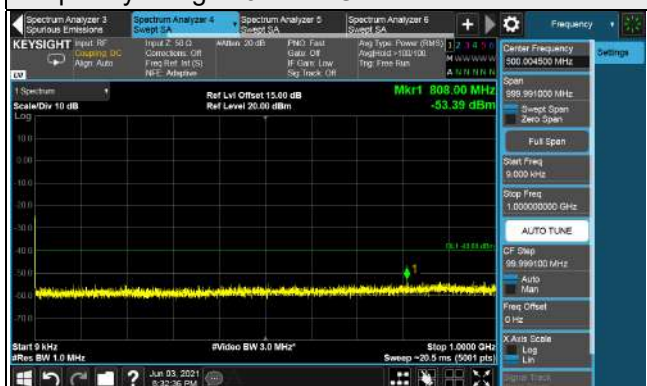 Spectrum Analyzer 3
Spurious Emissions
Spectrum Analyzer 4
Swept SA
Spectrum Analyzer 5
Swept SA
Spectrum Analyzer 6
Swept SA
Frequency
KEYSIGHT
Input: RF
Coupling: DC
Align: Auto
Input Z: 50 Ω
Corrections: Off
Freq Ref: Int (S)
NFE: Adaptive
#Atten: 20 dB
PNO: Fast
Gate: Off
IF Gain: Low
Sig Track: Off
Avg Type: Power (RMS)
Avg|Hold: >100/100
Trig: Free Run
1 2 3 4 5 6
M W W W W W
A N N N N N
Center Frequency
500.004500 MHz
Settings
Span
999.991000 MHz
Swept Span
Zero Span
Full Span
Start Freq
9.000 kHz
Stop Freq
1.000000000 GHz
AUTO TUNE
CF Step
99.999100 MHz
Auto
Man
Freq Offset
0 Hz
X Axis Scale
Log
Lin
Signal Track
1 Spectrum
Scale/Div 10 dB
Log
Ref Lvl Offset 15.00 dB
Ref Level 20.00 dBm
Mkr1 808.00 MHz
-53.39 dBm
10.0
0.00
-10.0
-20.0
-30.0
-40.0
-50.0
-60.0
-70.0
1
Start 9 kHz
#Res BW 1.0 MHz
#Video BW 3.0 MHz*
Stop 1.0000 GHz
Sweep ~20.5 ms (5001 pts)
Jun 03, 2021
6:32:36 PM